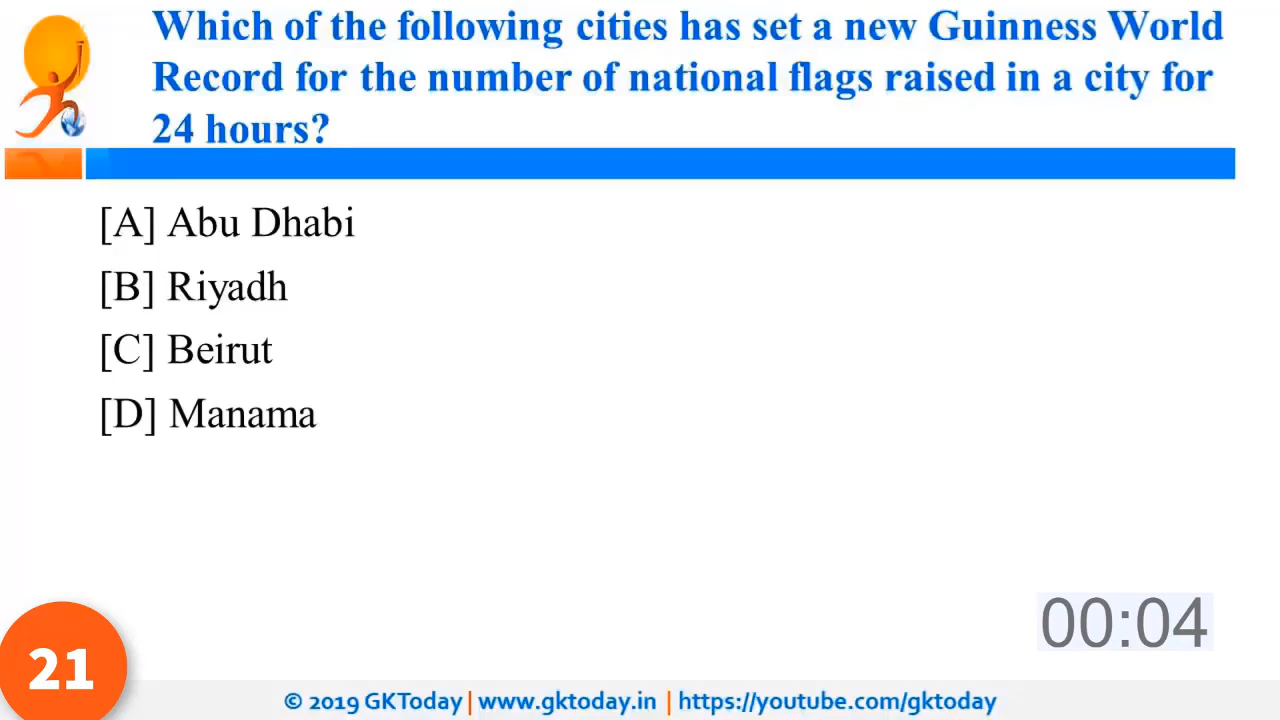 Which of the following cities has set a new Guinness World
Record for the number of national flags raised in a city for
24 hours?
[A] Abu Dhabi
[B] Riyadh
[C] Beirut
[D] Manama
00:04
21
© 2019 GKToday | www.gktoday.in | https://youtube.com/gktoday